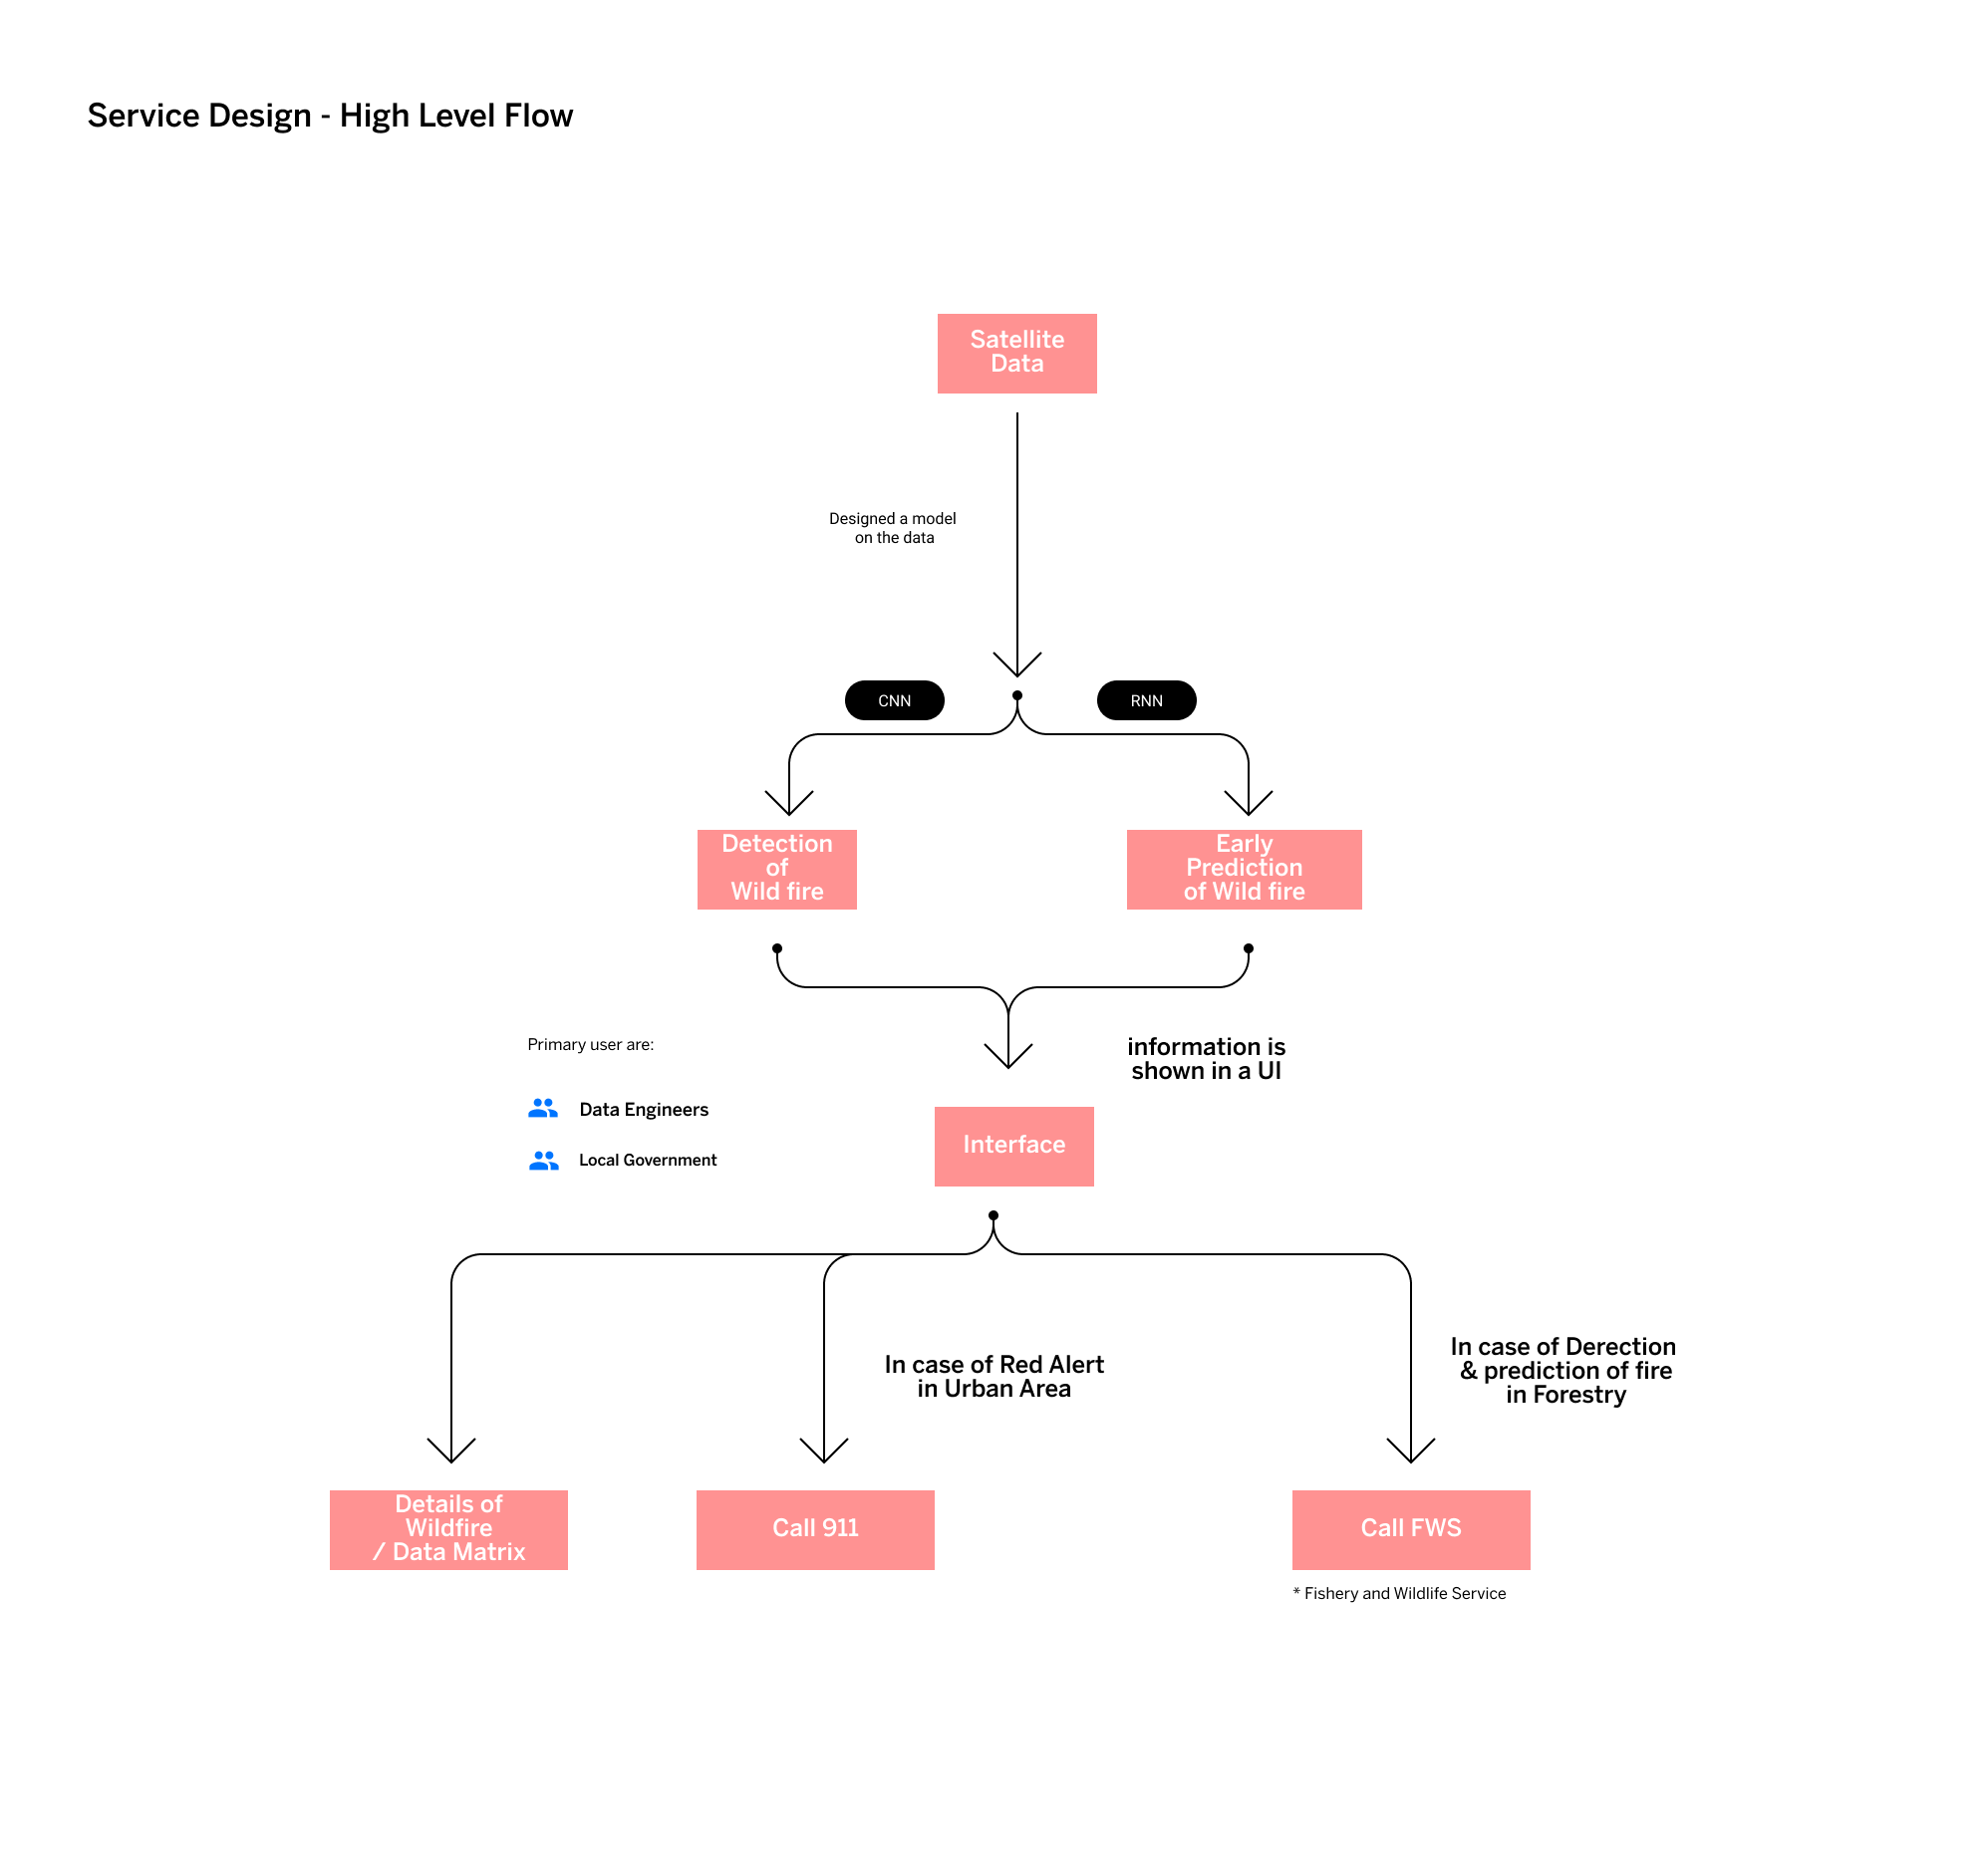 Service Design - High Level Flow
Satellite
Data
Designed a model
on the data
CNN
RNN
Detection
of
Wild fire
Early
Prediction
of Wild fire
Primary user are:
Data Engineers
Local Government
information is
shown in a UI
Interface
In case of Red Alert
in Urban Area
In case of Derection
& prediction of fire
in Forestry
Details of
Wildfire
/ Data Matrix
Call 911
Call FWS
* Fishery and Wildlife Service